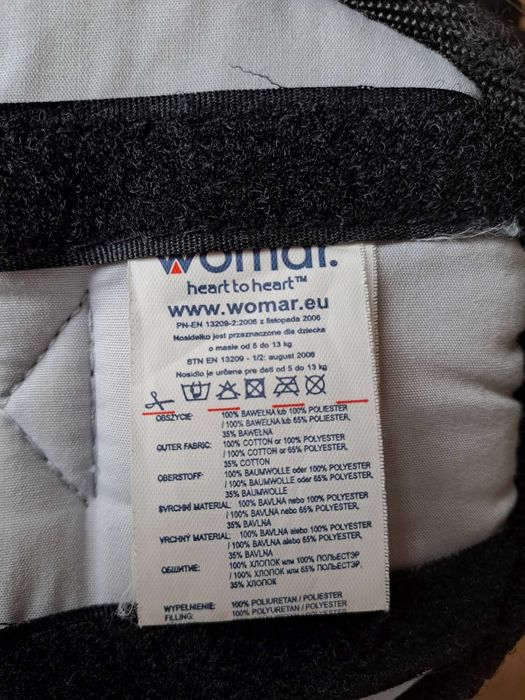 womar.
heart to heart™
www.womar.eu
PN-EN 13209-2:2006 z listopada 2006
Nosidełko jest przeznaczone dla dziecka
o masie od 5 do 13 kg
STN EN 13209 - 1/2: august 2006
Nosidlo je určene pre deti od 5 do 13 kg
OBSZYCIE: 100% BAWEŁNA lub 100% POLIESTER
/ 100% BAWEŁNA lub 65% POLIESTER,
35% BAWEŁNA
OUTER FABRIC: 100% COTTON or 100% POLYESTER
/ 100% COTTON or 65% POLYESTER,
35% COTTON
OBERSTOFF: 100% BAUMWOLLE oder 100% POLYESTER
/ 100% BAUMWOLLE oder 65% POLYESTER,
35% BAUMWOLLE
SVRCHNÍ MATERIAL: 100% BAVLNA nebo 100% POLYESTER
/ 100% BAVLNA nebo 65% POLYESTER,
35% BAVLNA
VRCHNÝ MATERIAL: 100% BAVLNA alebo 100% POLYESTER
/ 100% BAVLNA alebo 65% POLYESTER,
35% BAVLNA
ОБШИТИЕ: 100% ХЛОПОК или 100% ПОЛЬЕСТЭР
/ 100% ХЛОПОК или 65% ПОЛЬЕСТЭР,
35% ХЛОПОК
WYPEŁNIENIE: 100% POLIURETAN / POLIESTER
FILLING: 100% POLYURETAN / POLYESTER